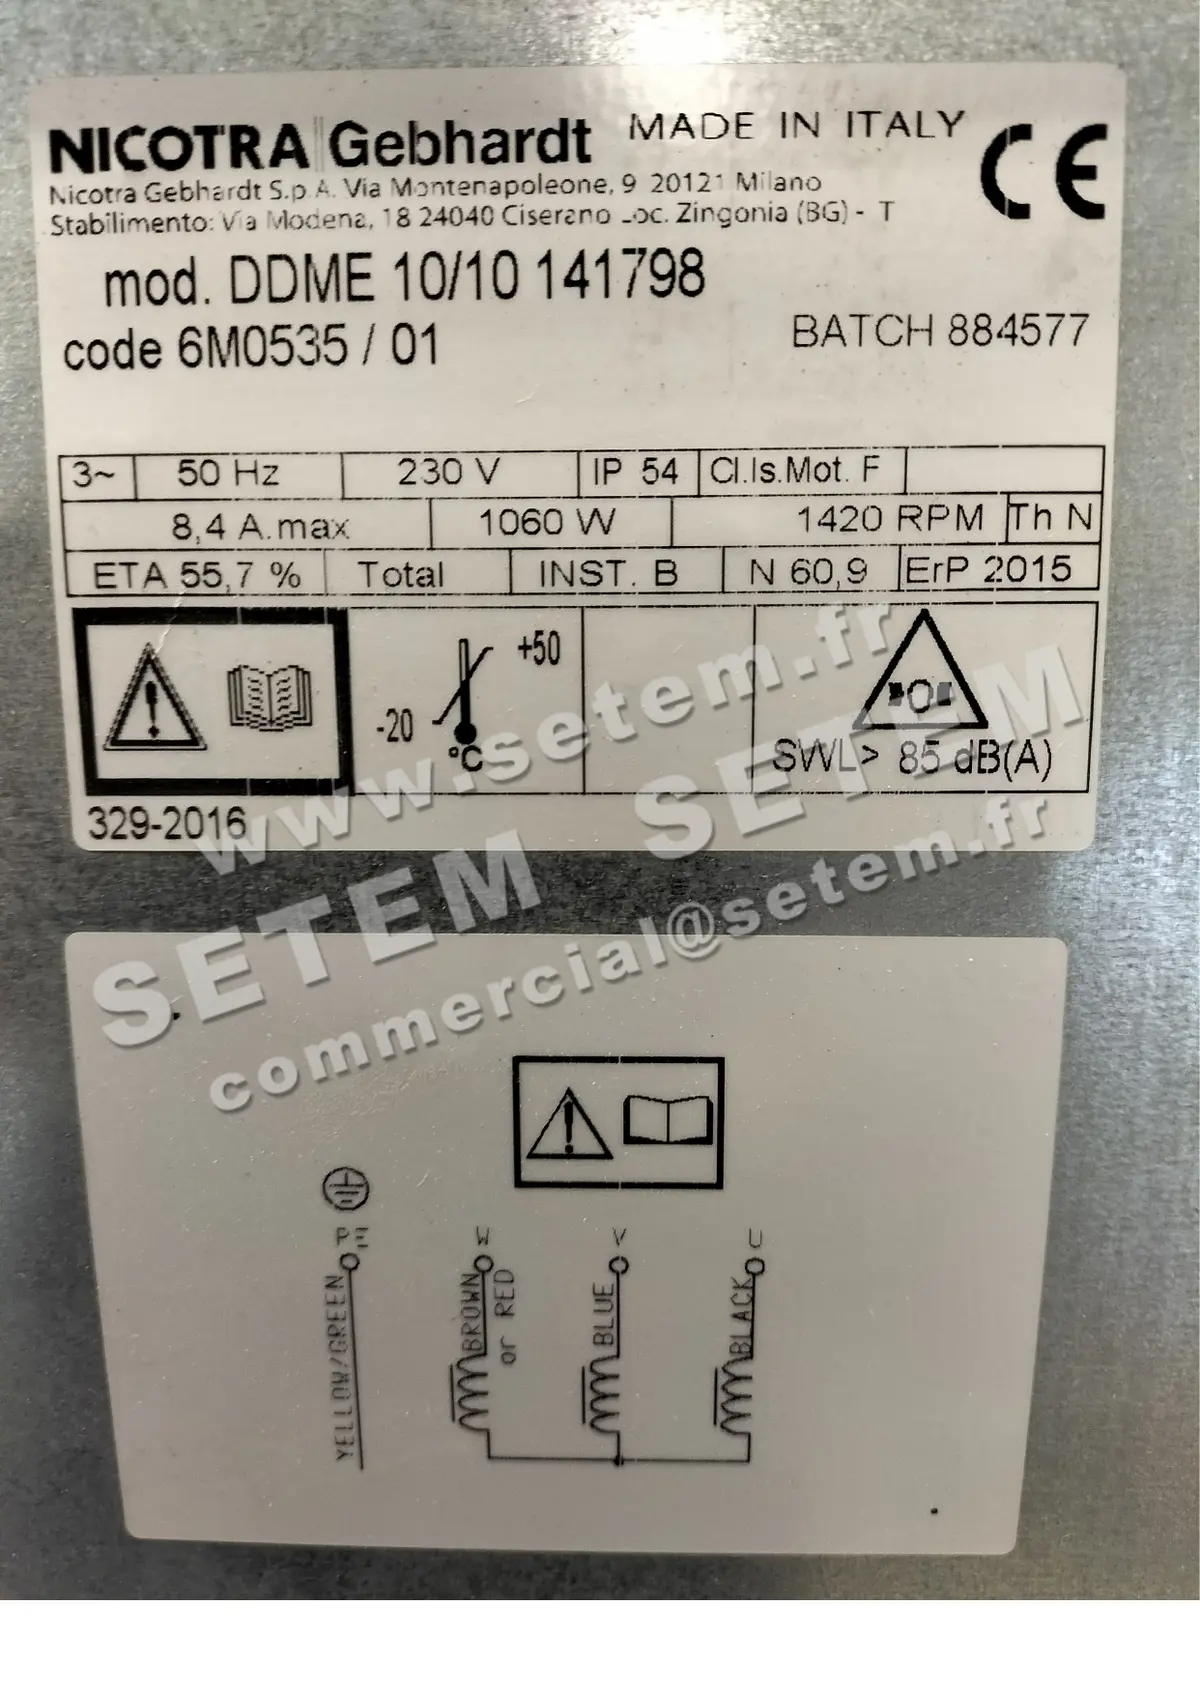 NICOTRA Gebhardt MADE IN ITALY CE
Nicotra Gebhardt S.p.A. Via Montenapoleone, 9 20121 Milano
Stabilimento: Via Modena, 18 24040 Ciserano Loc. Zingonia (BG) - T
mod. DDME 10/10 141798
code 6M0535 / 01 BATCH 884577
3~ 50 Hz 230 V IP 54 Cl.Is.Mot. F
8,4 A.max 1060 W 1420 RPM Th N
ETA 55,7 % Total INST. B N 60,9 ErP 2015
-20 +50
°C
SWL> 85 dB(A)
329-2016
www.setem.fr
SETEM SETEM
commercial@setem.fr
PE W V U
YELLOW/GREEN
BROWN
or RED
BLUE
BLACK